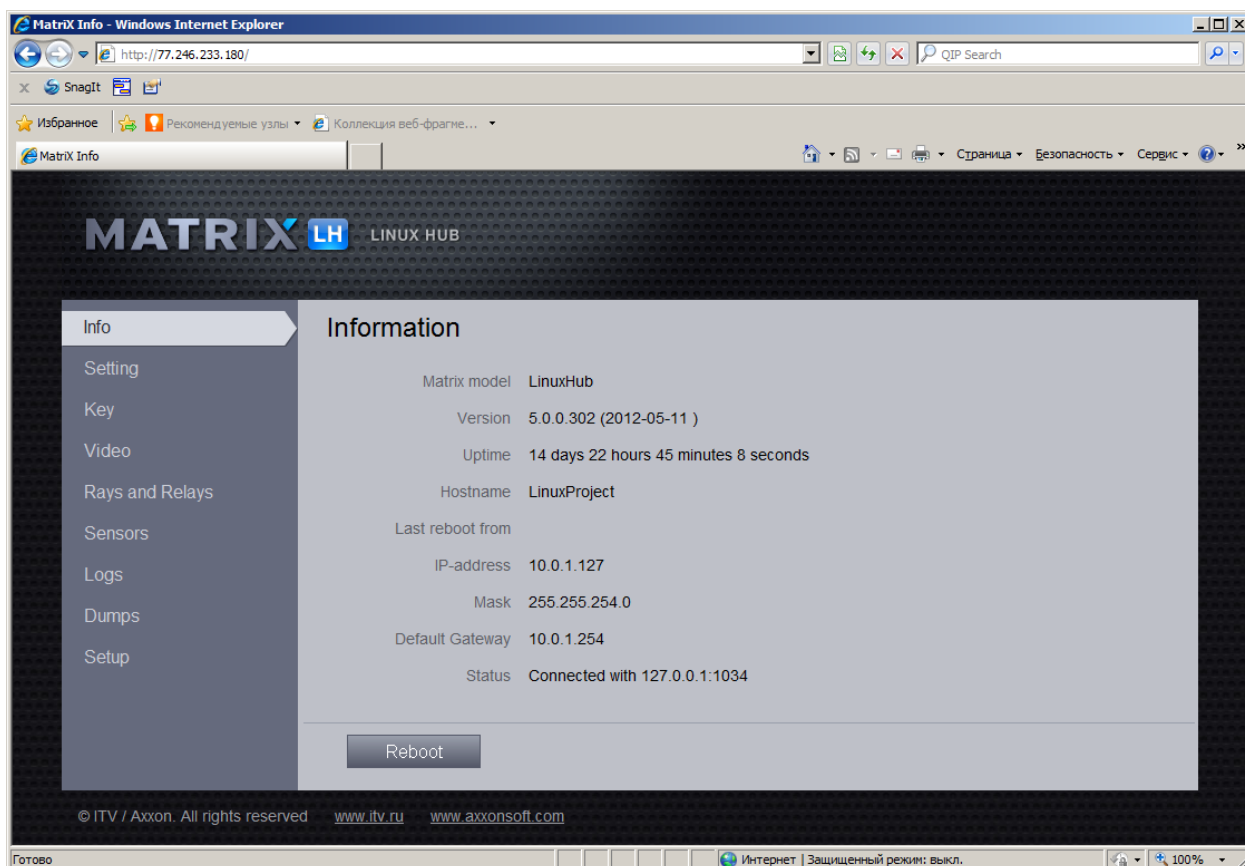 MatriX Info - Windows Internet Explorer
http://77.246.233.180/
QIP Search
x SnagIt
Избранное Рекомендуемые узлы Коллекция веб-фрагме...
MatriX Info Страница Безопасность Сервис »
MATRIX LH LINUX HUB
Info
Information
Setting
Matrix model LinuxHub
Key
Version 5.0.0.302 (2012-05-11 )
Video
Uptime 14 days 22 hours 45 minutes 8 seconds
Rays and Relays
Hostname LinuxProject
Sensors
Last reboot from
Logs
IP-address 10.0.1.127
Dumps
Mask 255.255.254.0
Setup
Default Gateway 10.0.1.254
Status Connected with 127.0.0.1:1034
Reboot
© ITV / Axxon. All rights reserved www.itv.ru www.axxonsoft.com
Готово Интернет | Защищенный режим: выкл. 100%